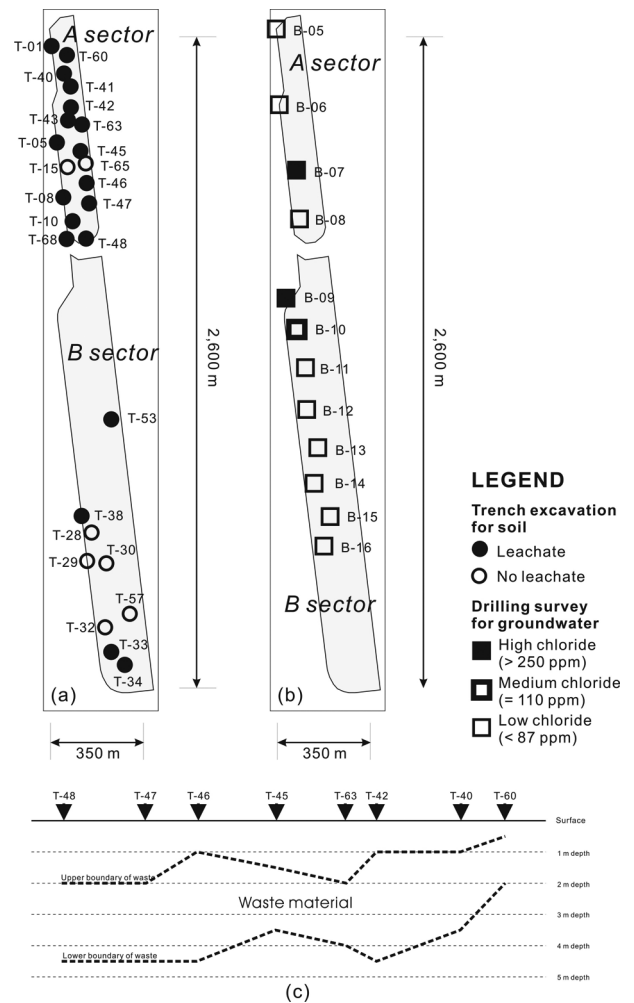 A sector
T-01
T-60
T-40
T-41
T-42
T-43
T-63
T-05
T-45
T-15
T-65
T-46
T-08
T-47
T-10
T-68
T-48
B sector
T-53
T-38
T-28
T-30
T-29
T-57
T-32
T-33
T-34
(a)
2,600 m
350 m
B-05
A sector
B-06
B-07
B-08
B-09
B-10
B-11
B-12
B-13
B-14
B-15
B-16
B sector
(b)
2,600 m
350 m
LEGEND
Trench excavation
for soil
Leachate
No leachate
Drilling survey
for groundwater
High chloride
(> 250 ppm)
Medium chloride
(= 110 ppm)
Low chloride
(< 87 ppm)
T-48 T-47 T-46 T-45 T-63 T-42 T-40 T-60
Surface
1 m depth
Upper boundary of waste
2 m depth
Waste material
3 m depth
4 m depth
Lower boundary of waste
5 m depth
(c)